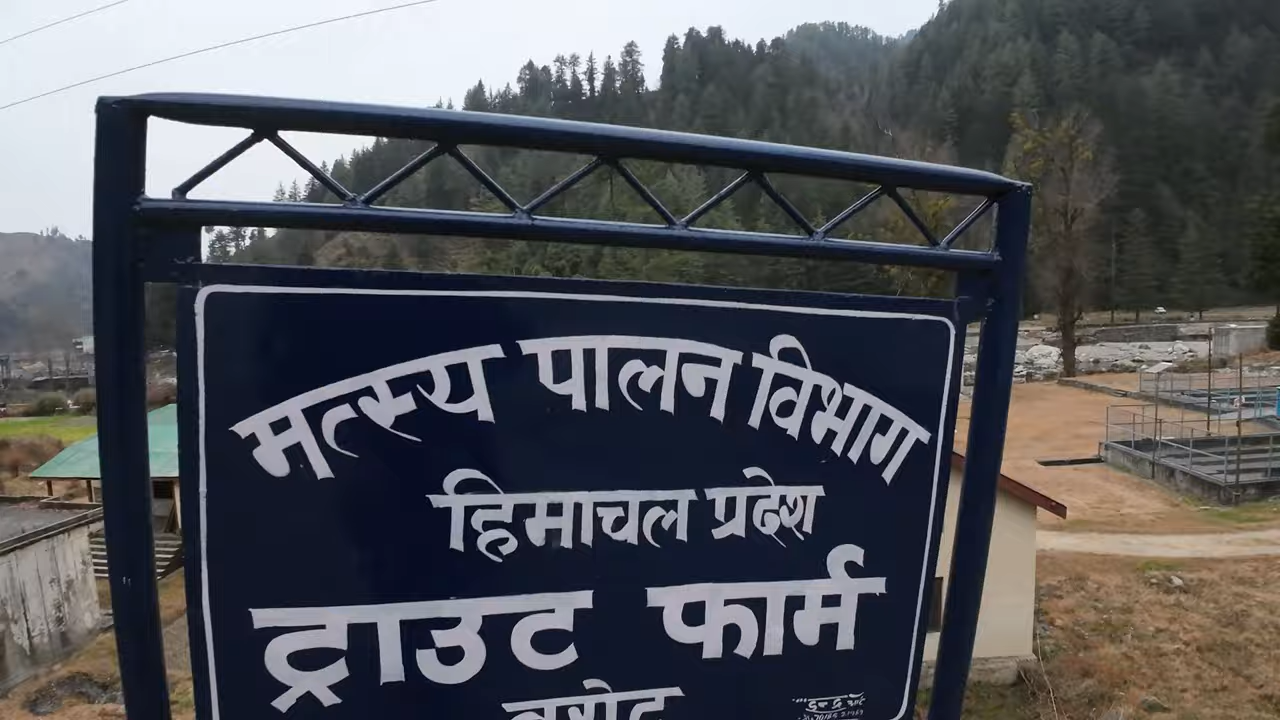 मत्स्य पालन विभाग
हिमाचल प्रदेश
ट्राउट फार्म